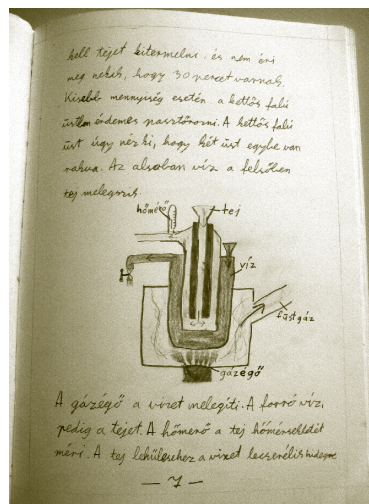 kell tejet kitermelni és nem éri
meg nekik, hogy 30 percet várnak.
Kisebb mennyiség esetén a kettős falú
üstben érdemes pasztőrözni. A kettős falú
üst úgy néz ki, hogy két üst egybe van
rakva. Az alsóban víz a felsőben
tej melegszik.
hőmérő
tej
víz
füstgáz
gázégő
A gázégő a vizet melegíti. A forró víz,
pedig a tejet. A hőmérő a tej hőmérsékletét
méri. A tej lehűléséhez a vizet lecseréljük hidegre
— 7 —